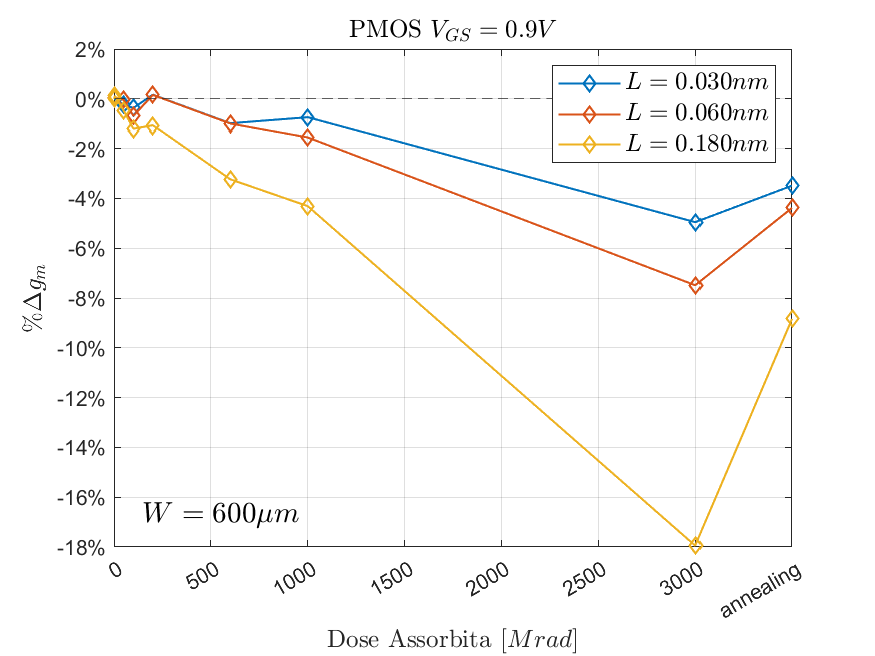 PMOS $V_{GS} = 0.9V$
2%
0%
-2%
-4%
-6%
-8%
-10%
-12%
-14%
-16%
-18%
$\%\Delta g_m$
$L = 0.030nm$
$L = 0.060nm$
$L = 0.180nm$
$W = 600\mu m$
0
500
1000
1500
2000
2500
3000
annealing
Dose Assorbita $[Mrad]$